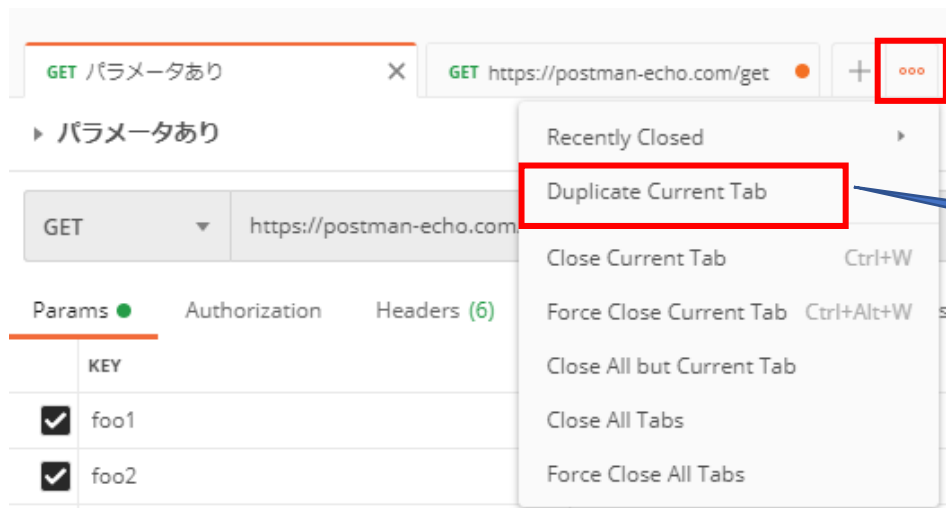 GET パラメータあり
GET https://postman-echo.com/get
パラメータあり
Recently Closed
Duplicate Current Tab
GET https://postman-echo.com
Close Current Tab Ctrl+W
Params Authorization Headers (6)
Force Close Current Tab Ctrl+Alt+W
KEY
Close All but Current Tab
foo1
Close All Tabs
foo2
Force Close All Tabs